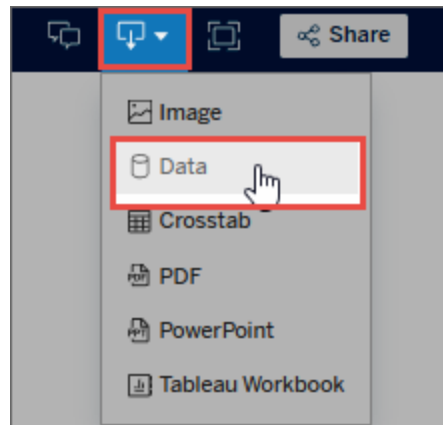 Share
Image
Data
Crosstab
PDF
PowerPoint
Tableau Workbook